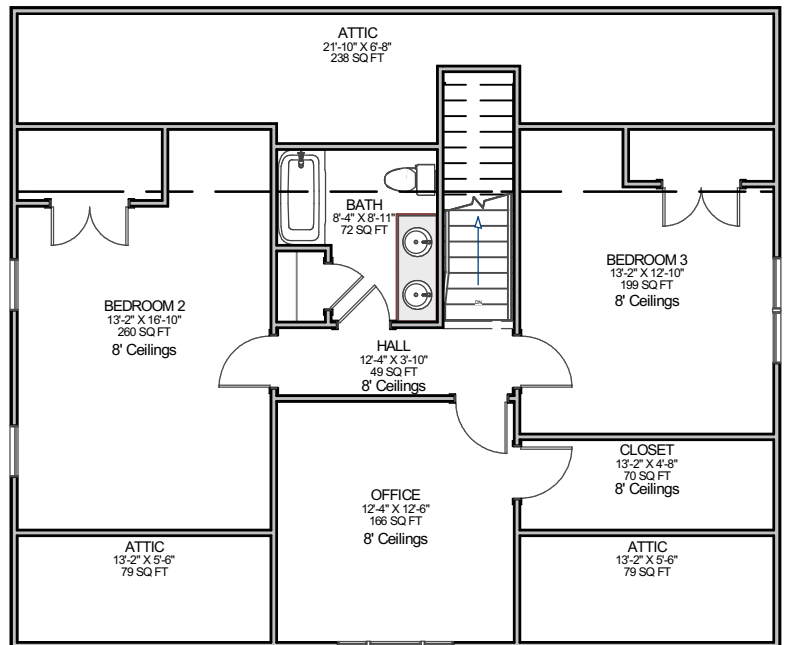 ATTIC
21'-10" X 6'-8"
238 SQ FT
BATH
8'-4" X 8'-11"
72 SQ FT
BEDROOM 2
13'-2" X 16'-10"
260 SQ FT
8' Ceilings
BEDROOM 3
13'-2" X 12'-10"
199 SQ FT
8' Ceilings
DN
HALL
12'-4" X 3'-10"
49 SQ FT
8' Ceilings
CLOSET
13'-2" X 4'-8"
70 SQ FT
8' Ceilings
OFFICE
12'-4" X 12'-6"
166 SQ FT
8' Ceilings
ATTIC
13'-2" X 5'-6"
79 SQ FT
ATTIC
13'-2" X 5'-6"
79 SQ FT